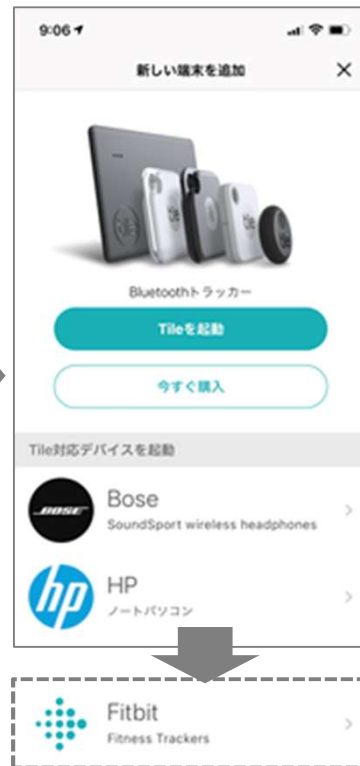 9:06
新しい端末を追加
Bluetoothトラッカー
Tileを起動
今すぐ購入
Tile対応デバイスを起動
BOSE
Bose
SoundSport wireless headphones
hp
HP
ノートパソコン
Fitbit
Fitness Trackers